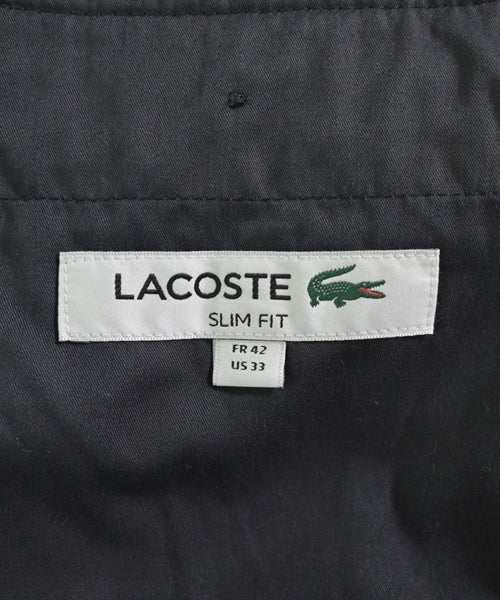 LACOSTE
SLIM FIT
FR 42
US 33